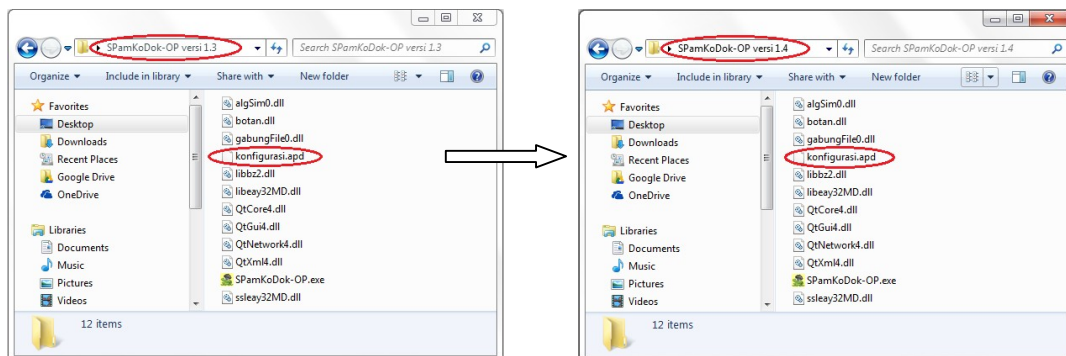 SPamKoDok-OP versi 1.3
Search SPamKoDok-OP versi 1.3
Organize Include in library Share with New folder
Favorites
Desktop
Downloads
Recent Places
Google Drive
OneDrive
Libraries
Documents
Music
Pictures
Videos
algSim0.dll
botan.dll
gabungFile0.dll
konfigurasi.apd
libbz2.dll
libeay32MD.dll
QtCore4.dll
QtGui4.dll
QtNetwork4.dll
QtXml4.dll
SPamKoDok-OP.exe
ssleay32MD.dll
12 items
SPamKoDok-OP versi 1.4
Search SPamKoDok-OP versi 1.4
Organize Include in library Share with New folder
Favorites
Desktop
Downloads
Recent Places
Google Drive
OneDrive
Libraries
Documents
Music
Pictures
Videos
algSim0.dll
botan.dll
gabungFile0.dll
konfigurasi.apd
libbz2.dll
libeay32MD.dll
QtCore4.dll
QtGui4.dll
QtNetwork4.dll
QtXml4.dll
SPamKoDok-OP.exe
ssleay32MD.dll
12 items